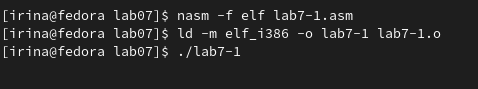 [irina@fedora lab07]$ nasm -f elf lab7-1.asm
[irina@fedora lab07]$ ld -m elf_i386 -o lab7-1 lab7-1.o
[irina@fedora lab07]$ ./lab7-1